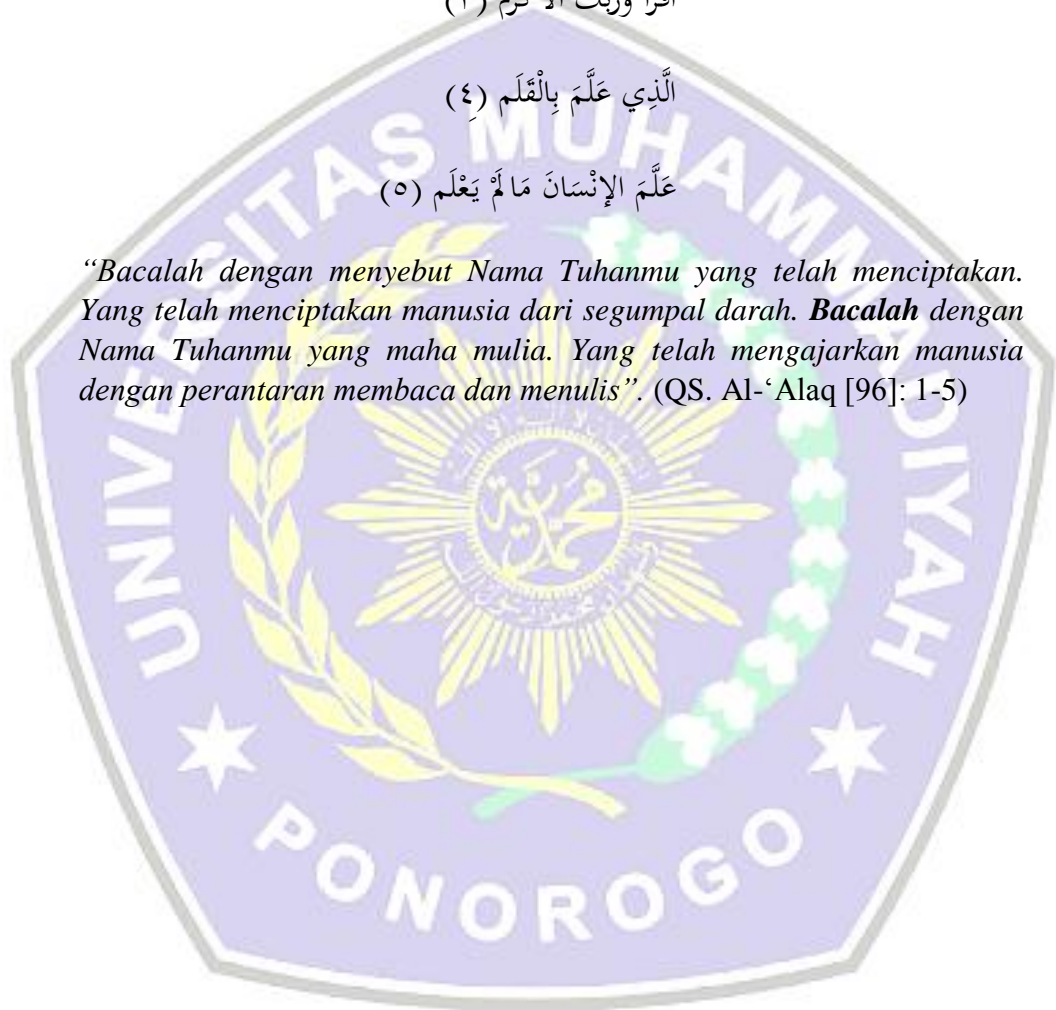 الَّذِي عَلَّمَ بِالْقَلَمِ (٤)
عَلَّمَ الإنْسَانَ مَا لَمْ يَعْلَم (٥)
“Bacalah dengan menyebut Nama Tuhanmu yang telah menciptakan.
Yang telah menciptakan manusia dari segumpal darah. Bacalah dengan
Nama Tuhanmu yang maha mulia. Yang telah mengajarkan manusia
dengan perantaran membaca dan menulis”. (QS. Al-‘Alaq [96]: 1-5)
UNIVERSITAS MUHAMMADIYAH
PONOROGO